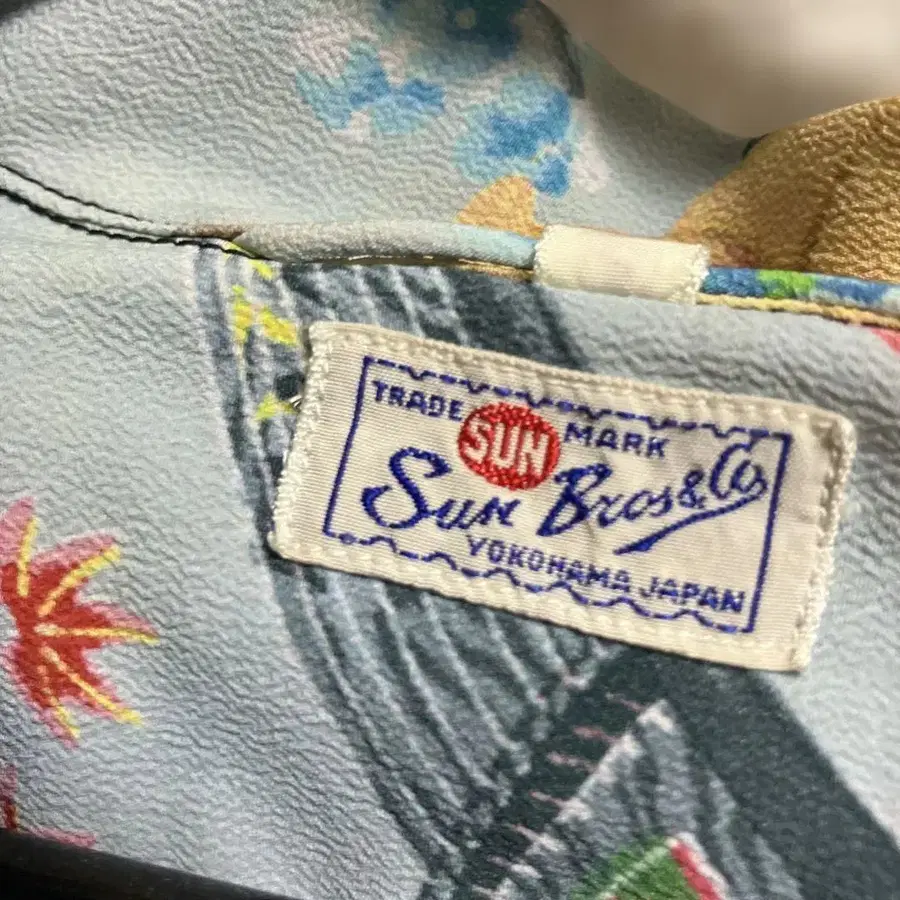 TRADE SUN MARK
Sun Bros & Co,
YOKOHAMA JAPAN